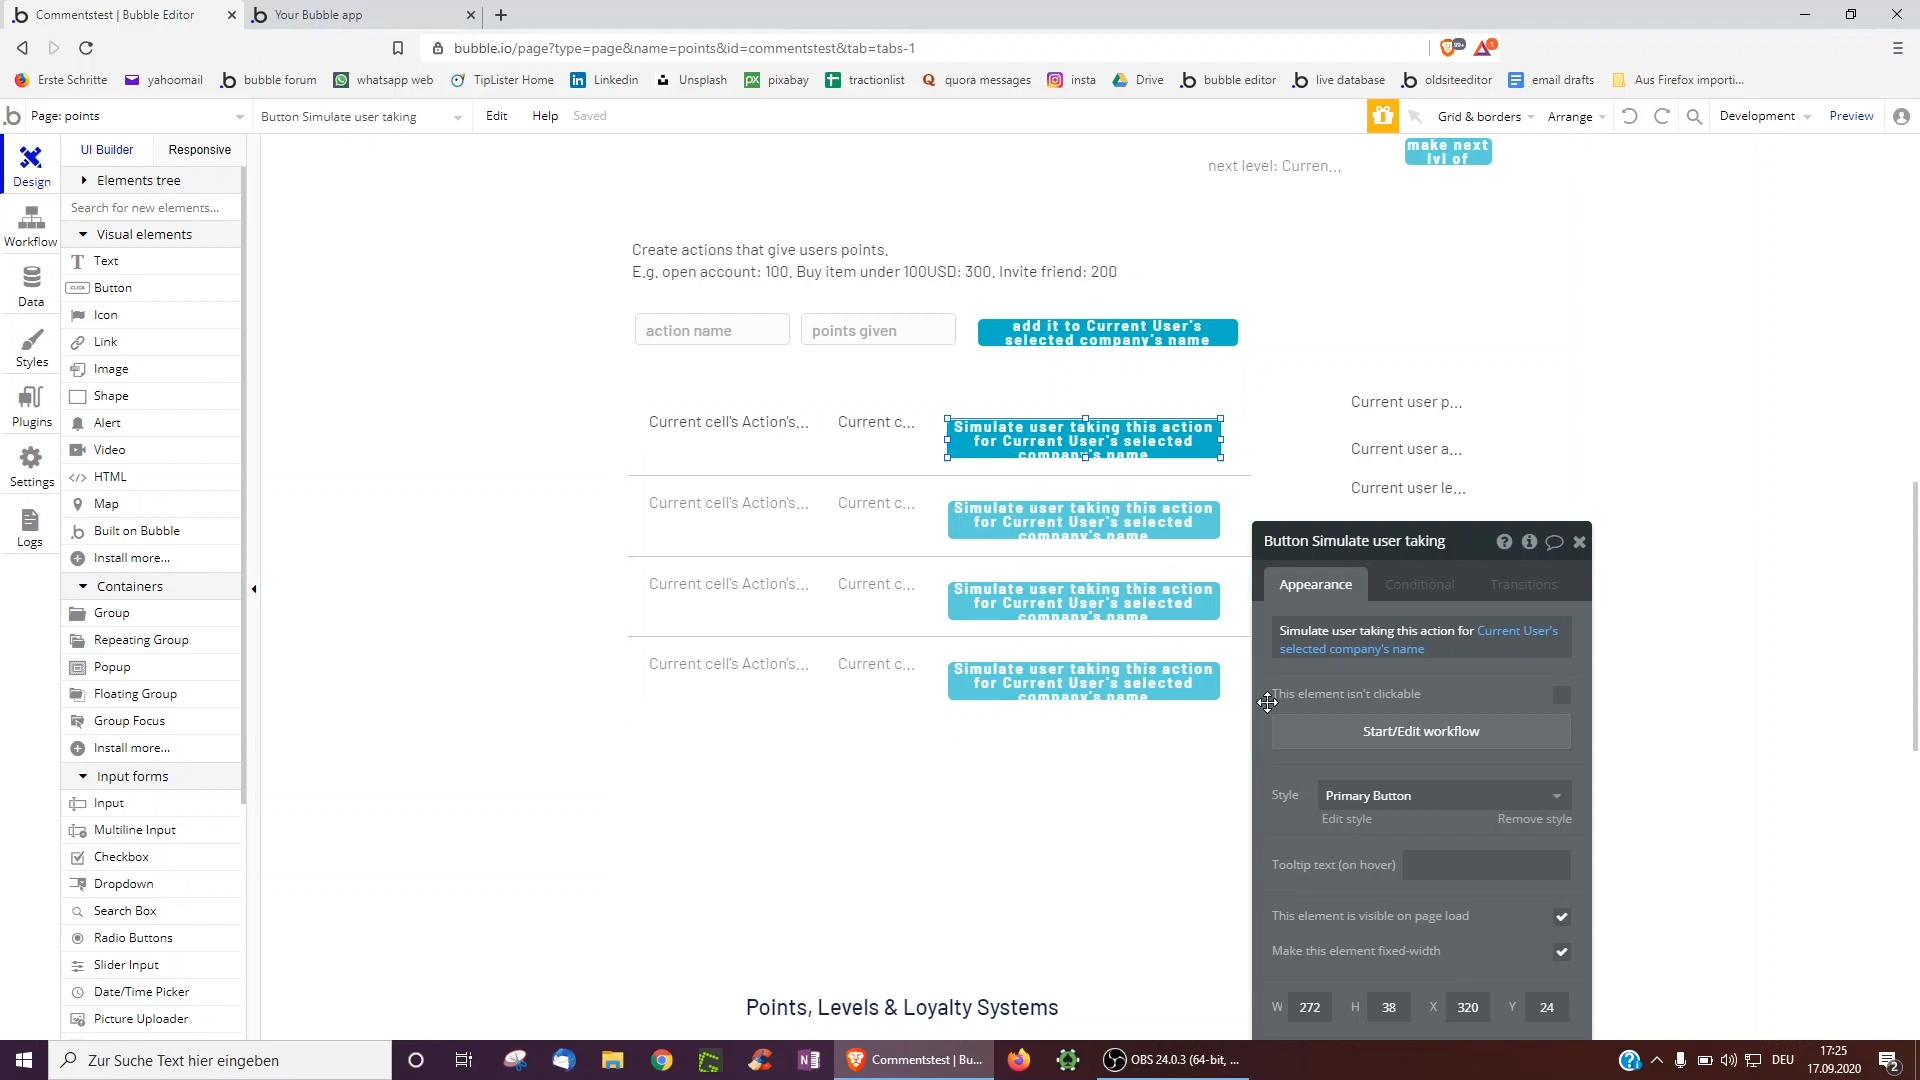 Commentstest | Bubble Editor
Your Bubble app
bubble.io/page?type=page&name=points&id=commentstest&tab=tabs-1
99+
1
Erste Schritte
yahoomail
bubble forum
whatsapp web
TipLister Home
Linkedin
Unsplash
pixabay
tractionlist
quora messages
insta
Drive
bubble editor
live database
oldsiteeditor
email drafts
Aus Firefox importi...
Page: points
Button Simulate user taking
Edit
Help
Saved
Grid & borders
Arrange
Development
Preview
Design
Workflow
Data
Styles
Plugins
Settings
Logs
UI Builder
Responsive
Elements tree
Search for new elements...
Visual elements
Text
Button
Icon
Link
Image
Shape
Alert
Video
HTML
Map
Built on Bubble
Install more...
Containers
Group
Repeating Group
Popup
Floating Group
Group Focus
Install more...
Input forms
Input
Multiline Input
Checkbox
Dropdown
Search Box
Radio Buttons
Slider Input
Date/Time Picker
Picture Uploader
next level: Curren...
make next
lvl of
Create actions that give users points.
E.g. open account: 100. Buy item under 100USD: 300. Invite friend: 200
action name
points given
add it to Current User's
selected company's name
Current cell's Action's...
Current c...
Simulate user taking this action
for Current User's selected
company's name
Current cell's Action's...
Current c...
Simulate user taking this action
for Current User's selected
company's name
Current cell's Action's...
Current c...
Simulate user taking this action
for Current User's selected
company's name
Current cell's Action's...
Current c...
Simulate user taking this action
for Current User's selected
company's name
Current user p...
Current user a...
Current user le...
Points, Levels & Loyalty Systems
Button Simulate user taking
Appearance
Conditional
Transitions
Simulate user taking this action for Current User's
selected company's name
This element isn't clickable
Start/Edit workflow
Style
Primary Button
Edit style
Remove style
Tooltip text (on hover)
This element is visible on page load
Make this element fixed-width
W 272 H 38 X 320 Y 24
Zur Suche Text hier eingeben
Commentstest | Bu...
OBS 24.0.3 (64-bit, ...
DEU
17:25
17.09.2020
2